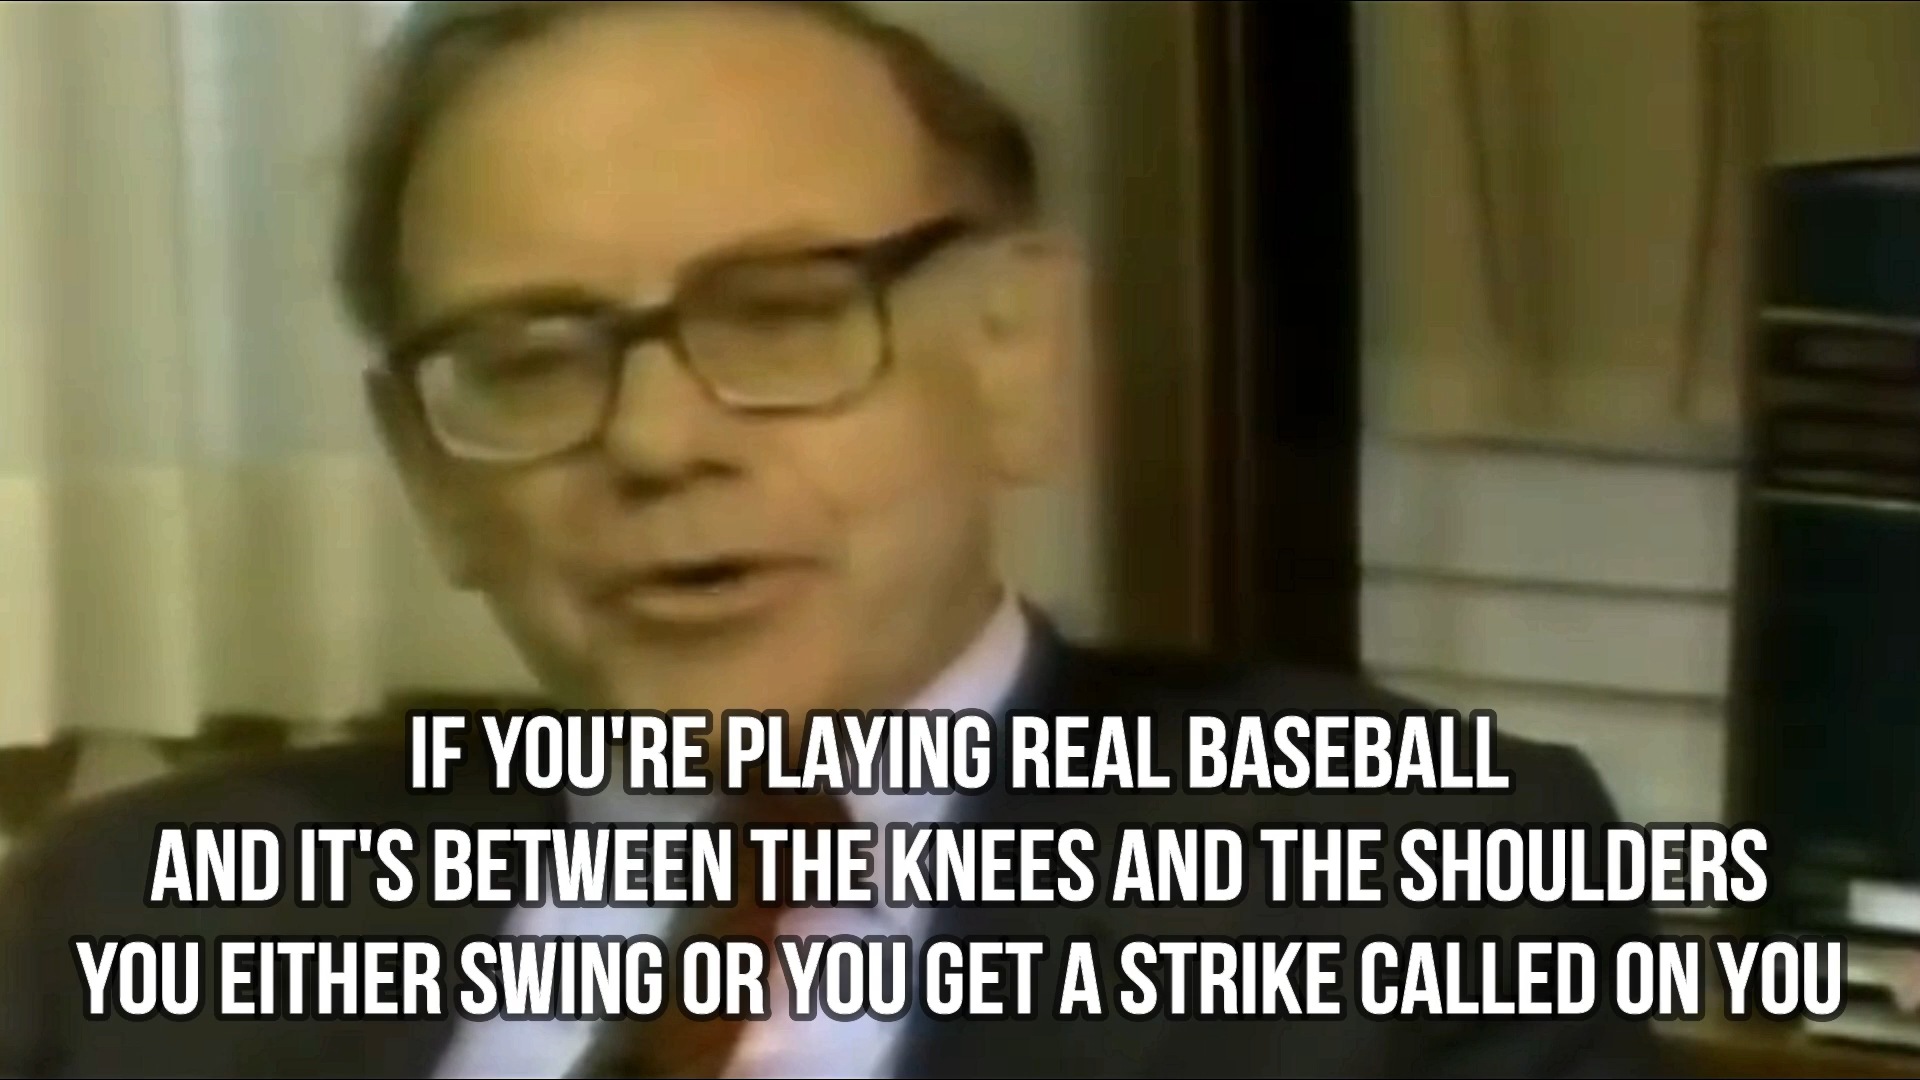 IF YOU'RE PLAYING REAL BASEBALL
AND IT'S BETWEEN THE KNEES AND THE SHOULDERS
YOU EITHER SWING OR YOU GET A STRIKE CALLED ON YOU